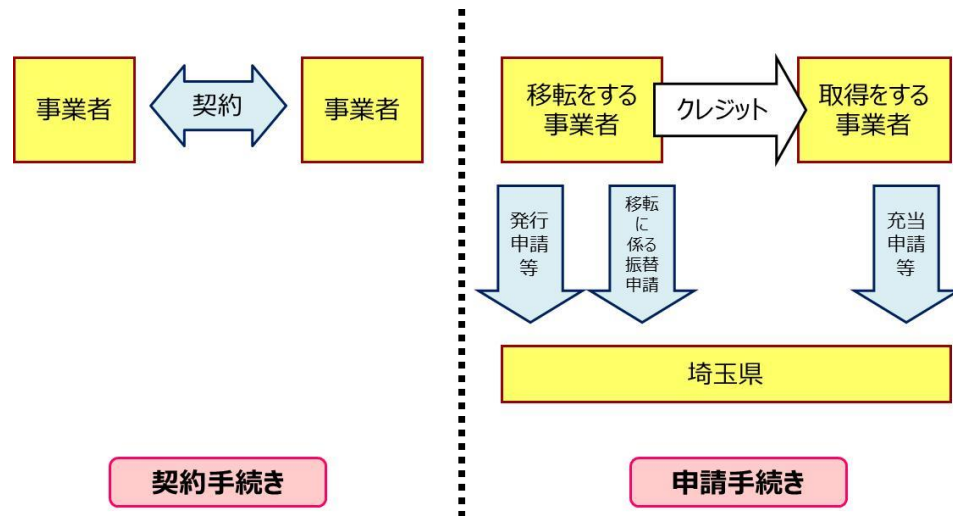 事業者
契約
事業者
契約手続き
移転をする
事業者
クレジット
取得をする
事業者
発行
申請
等
移転
に
係る
振替
申請
充当
申請
等
埼玉県
申請手続き